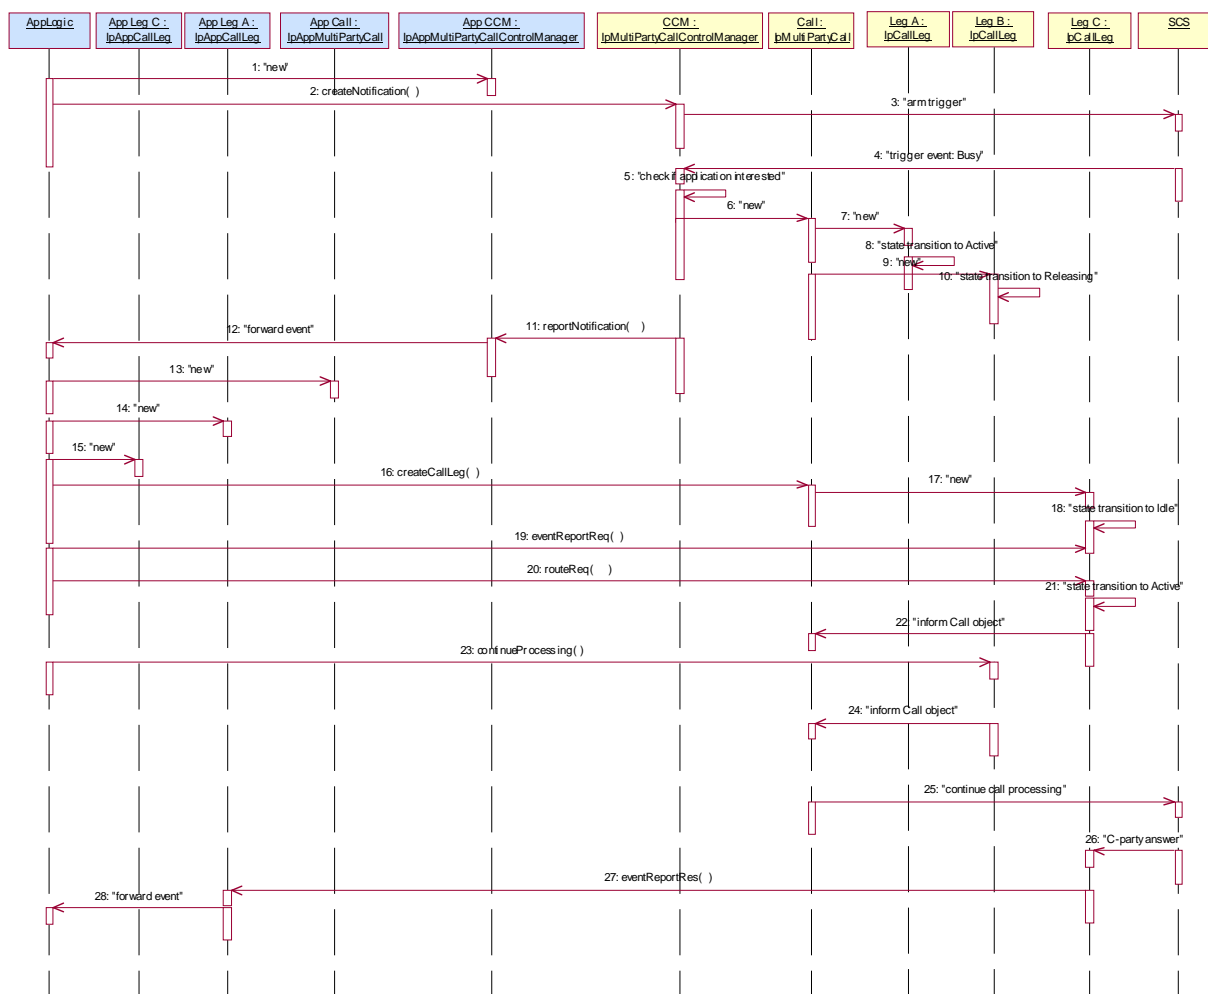 AppLogic
App Leg C :
IpAppCallLeg
App Leg A :
IpAppCallLeg
App Call :
IpAppMultiPartyCall
App CCM :
IpAppMultiPartyCallControlManager
CCM :
IpMultiPartyCallControlManager
Call :
IpMultiPartyCall
Leg A :
IpCallLeg
Leg B :
IpCallLeg
Leg C :
IpCallLeg
SCS
1: "new"
2: createNotification( )
3: "arm trigger"
4: "trigger event: Busy"
5: "check if application interested"
6: "new"
7: "new"
8: "state transition to Active"
9: "new"
10: "state transition to Releasing"
11: reportNotification( )
12: "forward event"
13: "new"
14: "new"
15: "new"
16: createCallLeg( )
17: "new"
18: "state transition to Idle"
19: eventReportReq( )
20: routeReq( )
21: "state transition to Active"
22: "inform Call object"
23: continueProcessing( )
24: "inform Call object"
25: "continue call processing"
26: "C-party answer"
27: eventReportRes( )
28: "forward event"